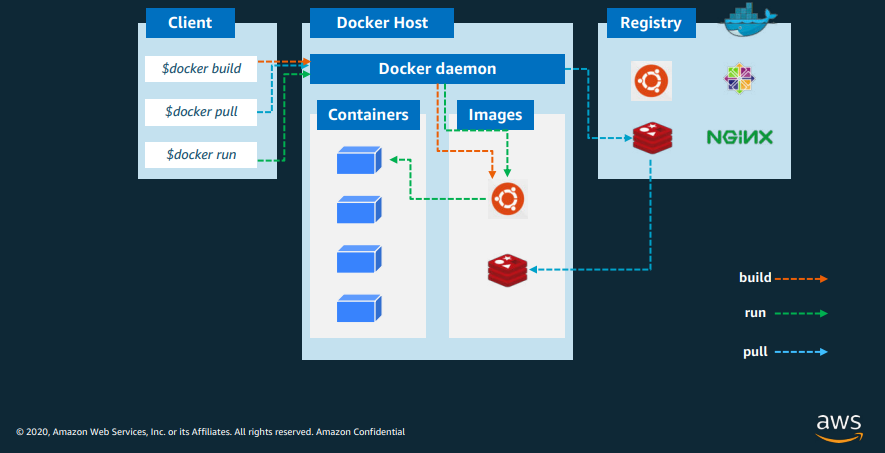 Client
Docker Host
Registry
$docker build
Docker daemon
$docker pull
Containers
Images
NGINX
$docker run
build
run
pull
© 2020, Amazon Web Services, Inc. or its Affiliates. All rights reserved. Amazon Confidential
aws